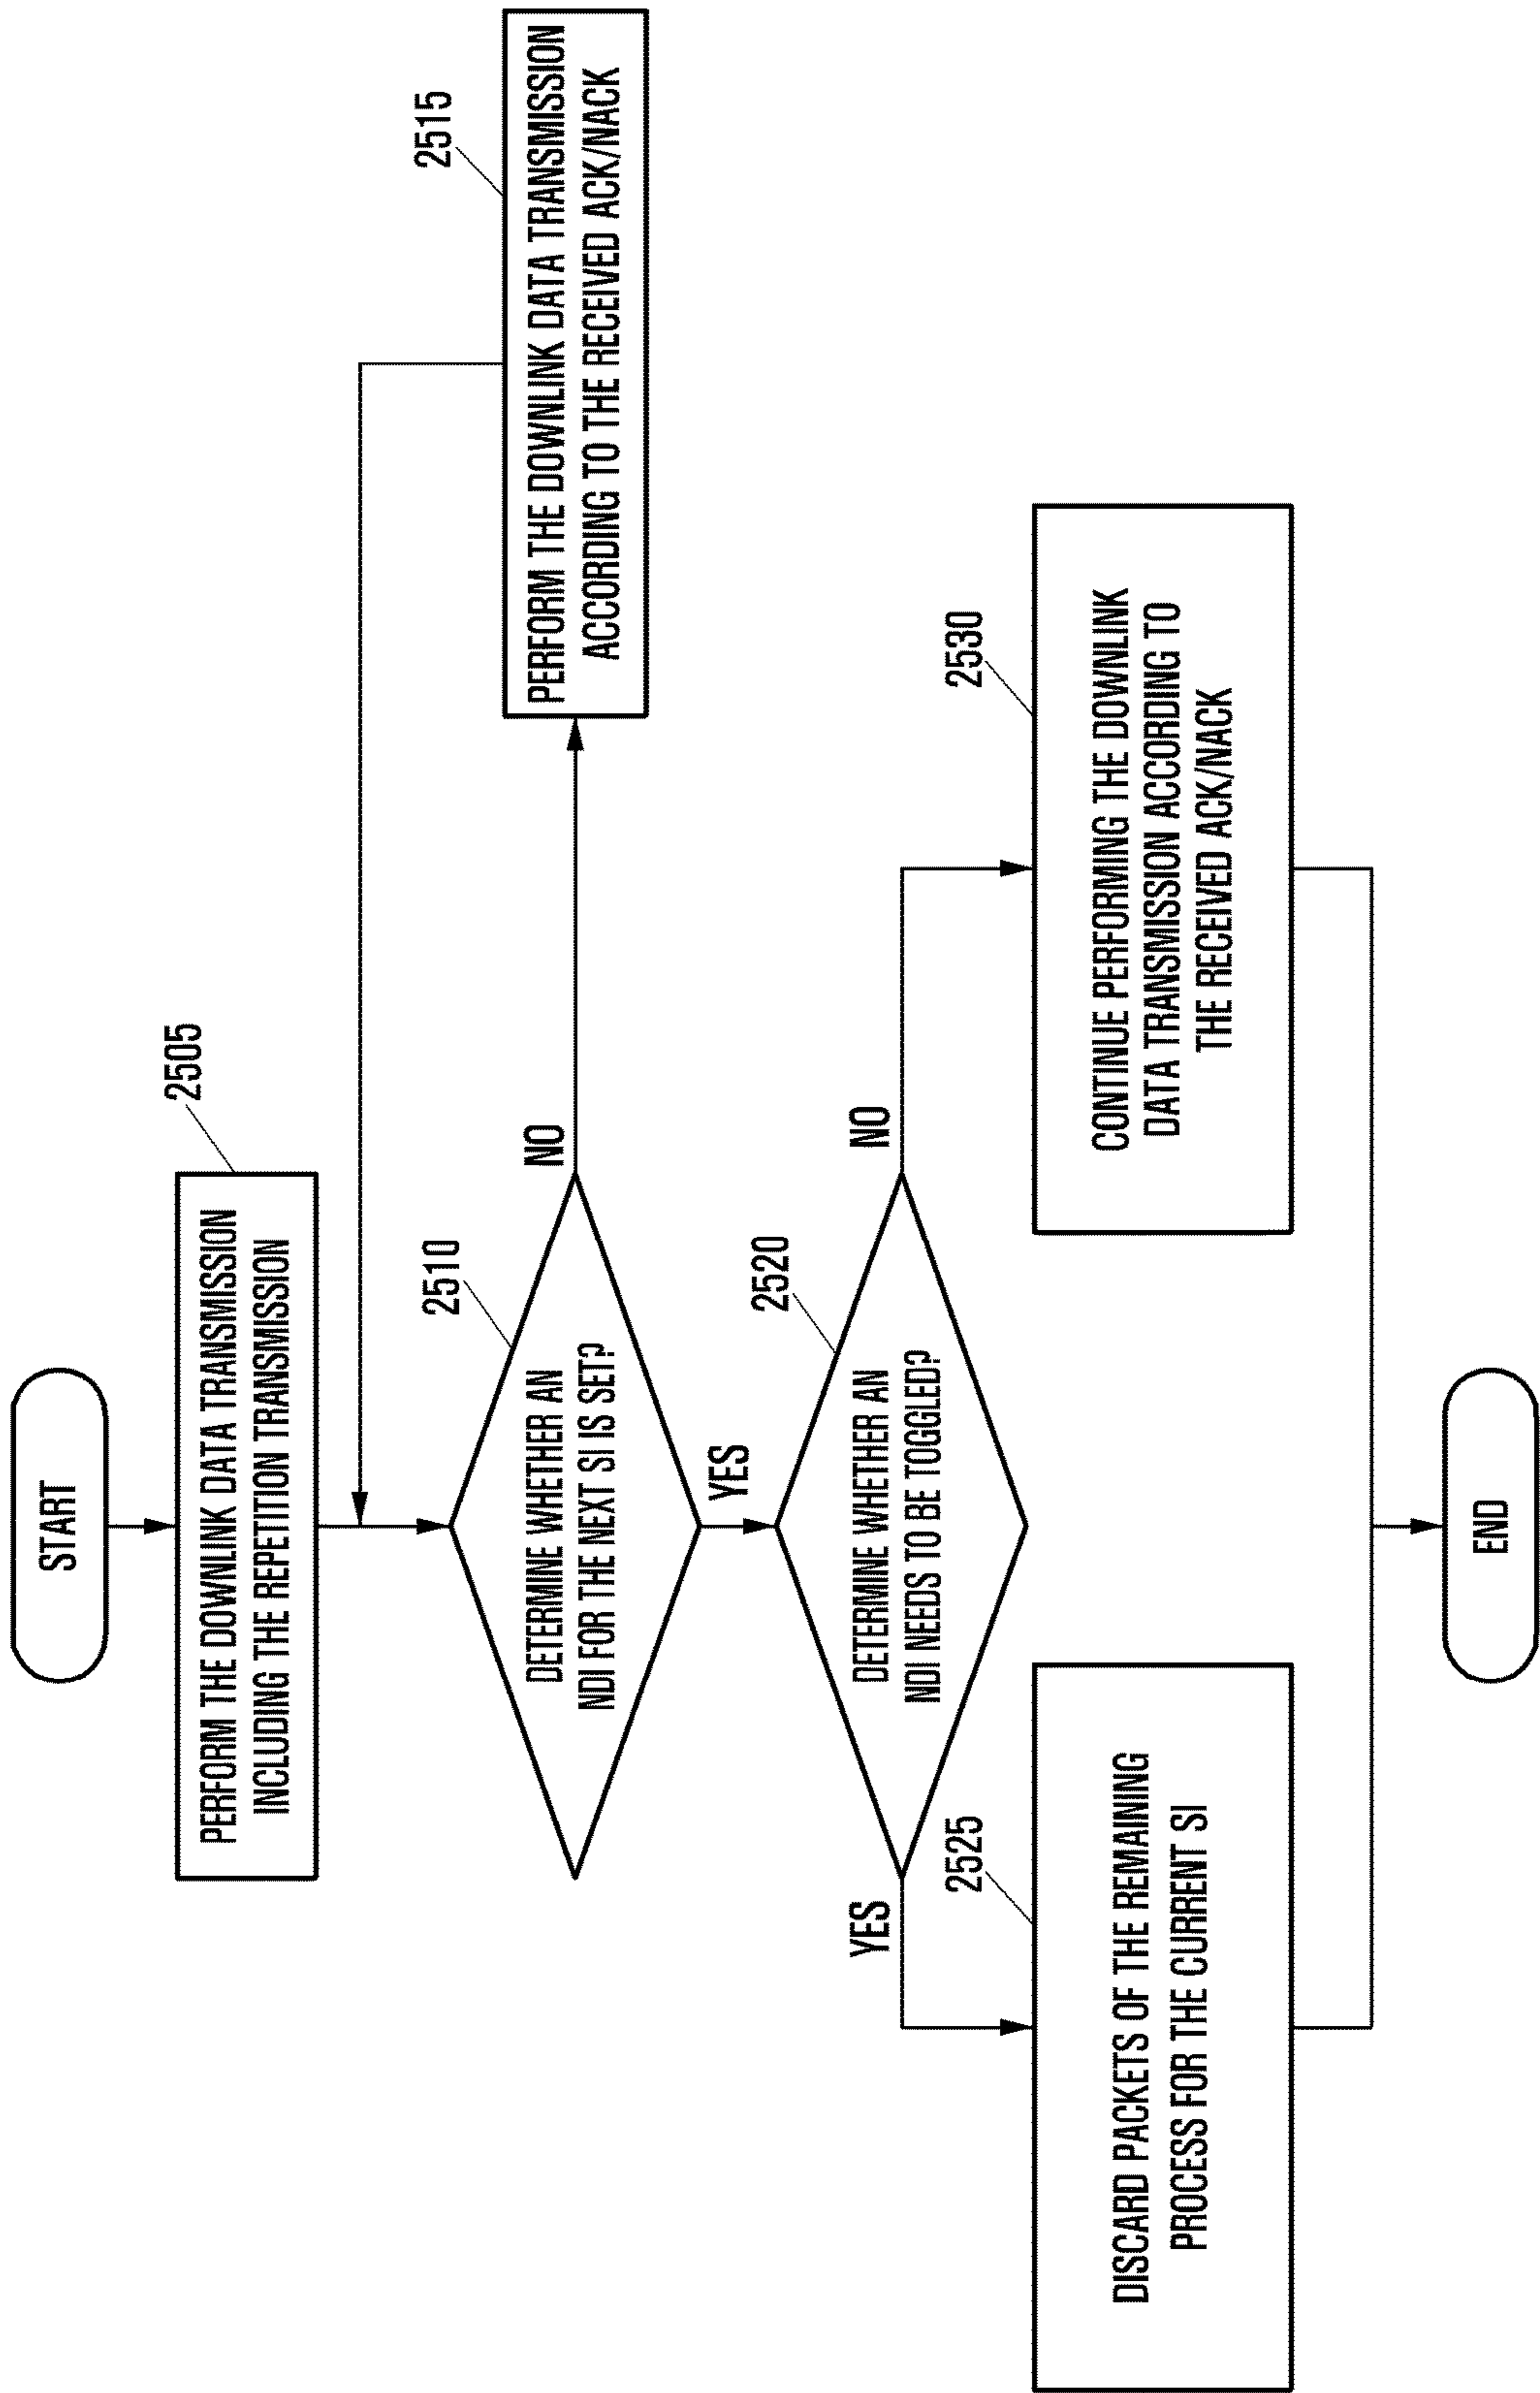 START
2505
PERFORM THE DOWNLINK DATA TRANSMISSION
INCLUDING THE REPETITION TRANSMISSION
2510
DETERMINE WHETHER AN
NDI FOR THE NEXT SI IS SET?
NO
2515
PERFORM THE DOWNLINK DATA TRANSMISSION
ACCORDING TO THE RECEIVED ACK/NACK
YES
2520
DETERMINE WHETHER AN
NDI NEEDS TO BE TOGGLED?
YES
NO
2525
DISCARD PACKETS OF THE REMAINING
PROCESS FOR THE CURRENT SI
2530
CONTINUE PERFORMING THE DOWNLINK
DATA TRANSMISSION ACCORDING TO
THE RECEIVED ACK/NACK
END